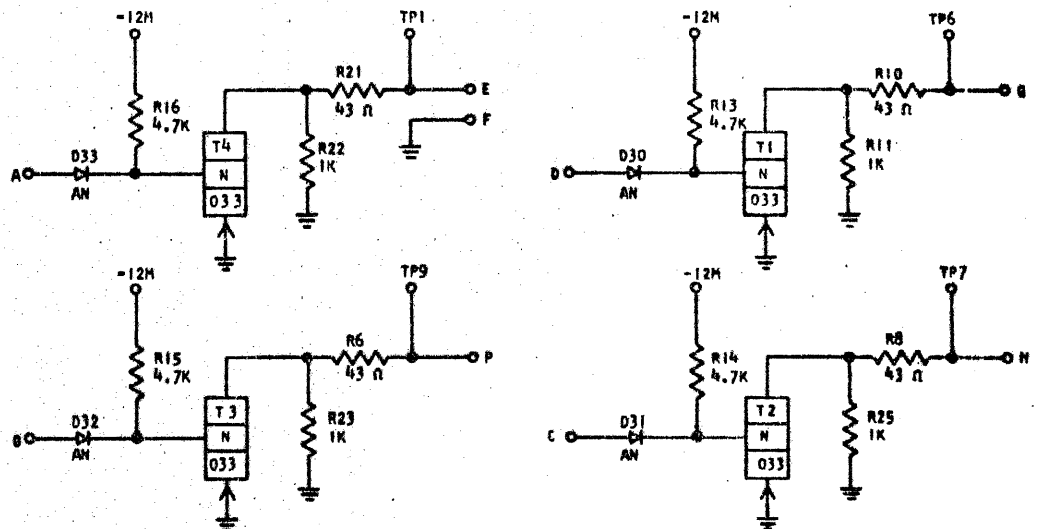 -12M
TP1
R21
43 Ω
E
F
R16
4.7K
R22
1K
T4
N
033
D33
A
AN
-12M
TP6
R10
43 Ω
R13
4.7K
R11
1K
T1
N
033
D30
D
AN
-12M
TP9
R6
43 Ω
P
R15
4.7K
R23
1K
T3
N
033
D32
AN
-12M
TP7
R8
43 Ω
R14
4.7K
R25
1K
T2
N
033
D31
C
AN